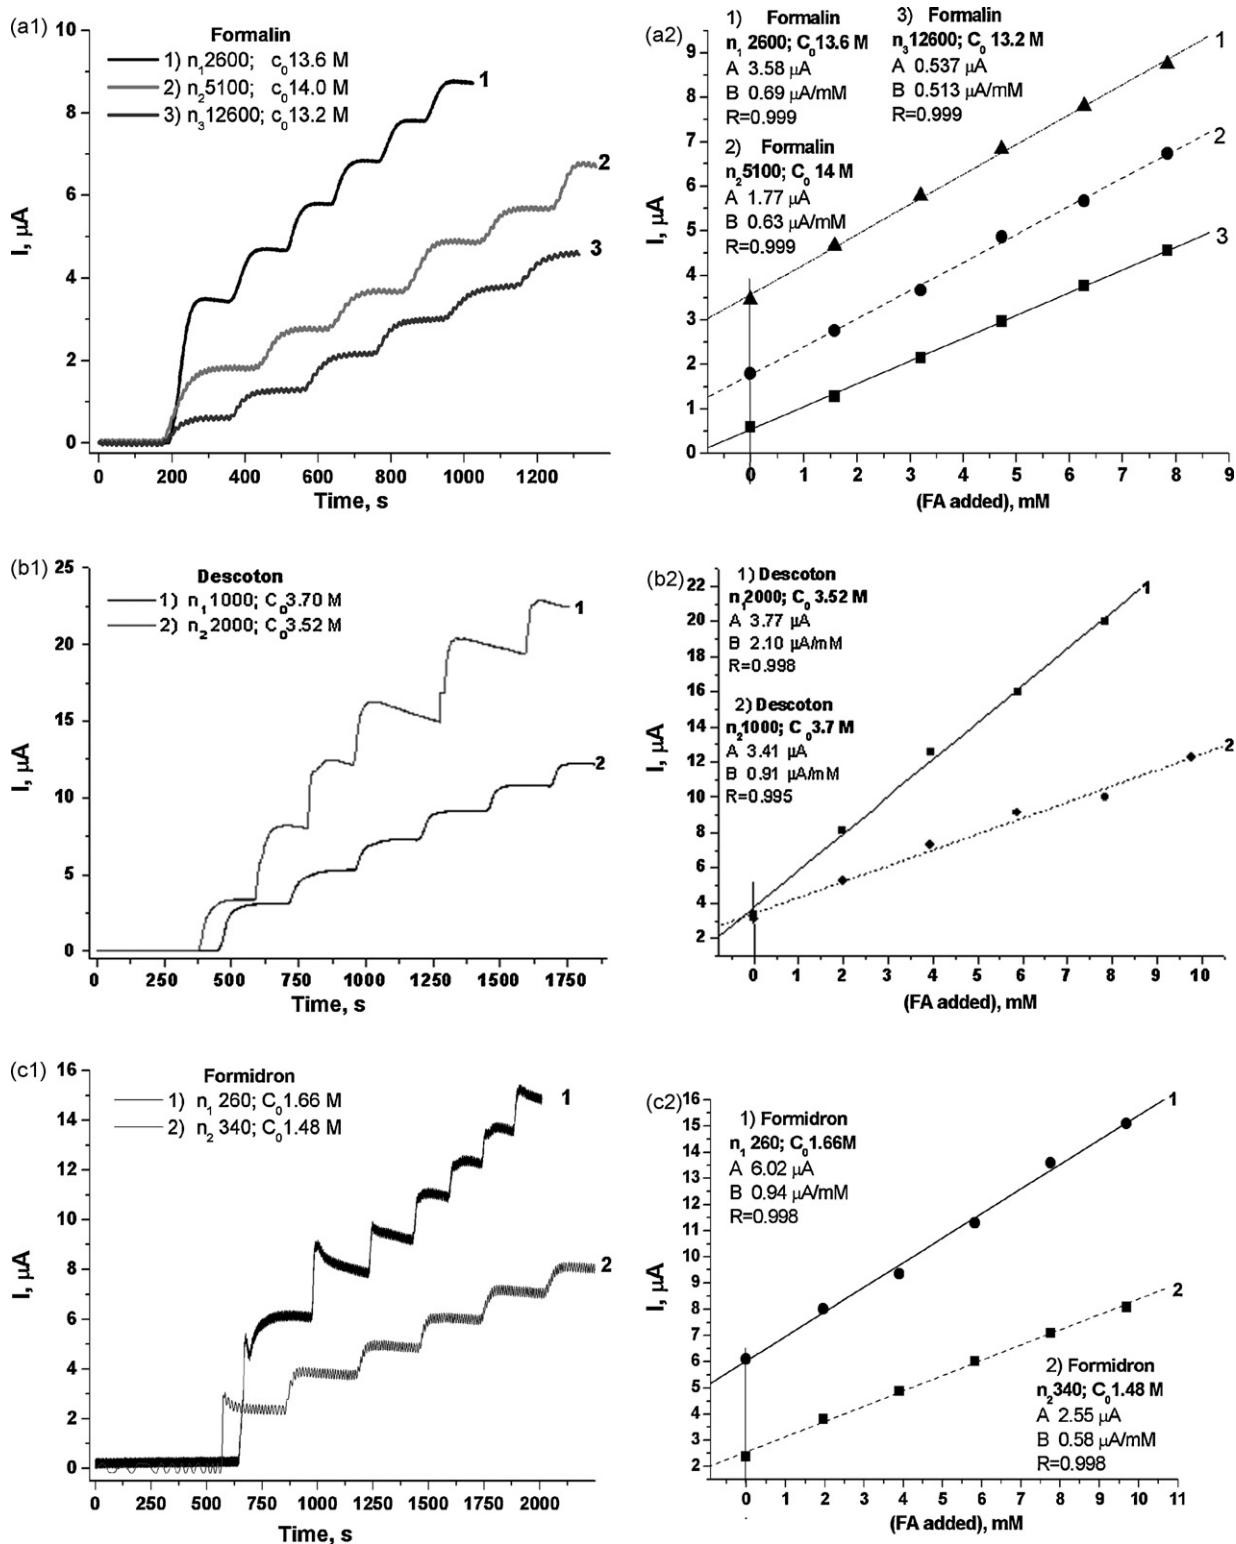 (a1)
Formalin
1) n₁2600; c₀13.6 M
2) n₂5100; c₀14.0 M
3) n₃12600; c₀13.2 M
10
8
6
4
2
0
I, μA
1
2
3
0 200 400 600 800 1000 1200
Time, s
(a2)
1) Formalin
n₁ 2600; C₀13.6 M
A 3.58 μA
B 0.69 μA/mM
R=0.999
3) Formalin
n₃12600; C₀ 13.2 M
A 0.537 μA
B 0.513 μA/mM
R=0.999
2) Formalin
n₂5100; C₀ 14 M
A 1.77 μA
B 0.63 μA/mM
R=0.999
9
8
7
6
5
4
3
2
1
0
I, μA
1
2
3
0 1 2 3 4 5 6 7 8 9
(FA added), mM
(b1)
Descoton
1) n₁1000; C₀3.70 M
2) n₂2000; C₀3.52 M
25
20
15
10
5
0
I, μA
1
2
0 250 500 750 1000 1250 1500 1750
Time, s
(b2)
1) Descoton
n₁2000; C₀ 3.52 M
A 3.77 μA
B 2.10 μA/mM
R=0.998
2) Descoton
n₂1000; C₀3.7 M
A 3.41 μA
B 0.91 μA/mM
R=0.995
22
20
18
16
14
12
10
8
6
4
2
I, μA
1
2
0 1 2 3 4 5 6 7 8 9 10
(FA added), mM
(c1)
Formidron
1) n₁ 260; C₀1.66 M
2) n₂ 340; C₀1.48 M
16
14
12
10
8
6
4
2
0
I, μA
1
2
0 250 500 750 1000 1250 1500 1750 2000
Time, s
(c2)
1) Formidron
n₁ 260; C₀1.66M
A 6.02 μA
B 0.94 μA/mM
R=0.998
16
15
14
13
12
11
10
9
8
7
6
5
4
3
2
I, μA
1
2
2) Formidron
n₂340; C₀1.48 M
A 2.55 μA
B 0.58 μA/mM
R=0.998
0 1 2 3 4 5 6 7 8 9 10 11
(FA added), mM